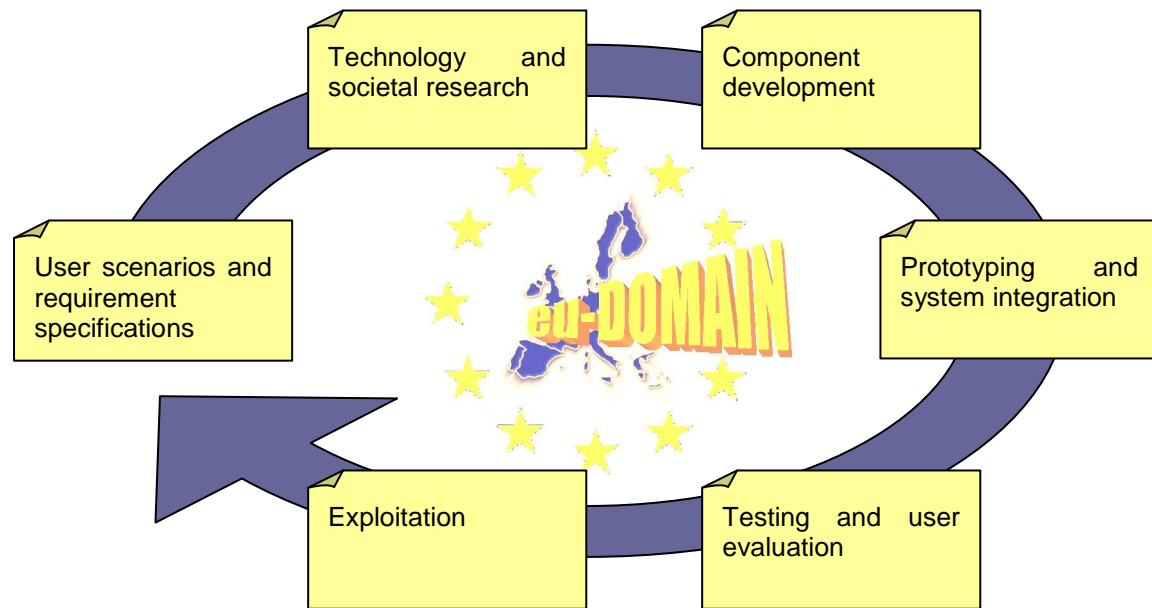 Technology and
societal research
Component
development
User scenarios and
requirement
specifications
Prototyping and
system integration
eu-DOMAIN
Exploitation
Testing and user
evaluation